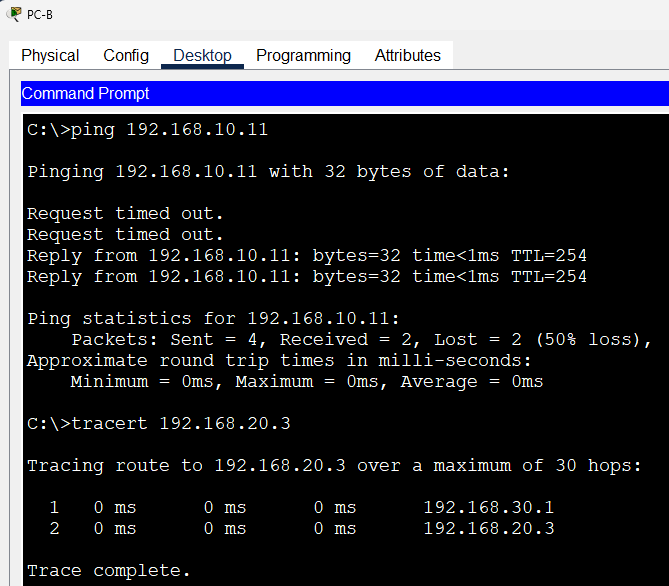 PC-B
Physical Config Desktop Programming Attributes
Command Prompt
C:\>ping 192.168.10.11
Pinging 192.168.10.11 with 32 bytes of data:
Request timed out.
Request timed out.
Reply from 192.168.10.11: bytes=32 time<1ms TTL=254
Reply from 192.168.10.11: bytes=32 time<1ms TTL=254
Ping statistics for 192.168.10.11:
    Packets: Sent = 4, Received = 2, Lost = 2 (50% loss),
Approximate round trip times in milli-seconds:
    Minimum = 0ms, Maximum = 0ms, Average = 0ms
C:\>tracert 192.168.20.3
Tracing route to 192.168.20.3 over a maximum of 30 hops:
  1   0 ms      0 ms      0 ms      192.168.30.1
  2   0 ms      0 ms      0 ms      192.168.20.3
Trace complete.